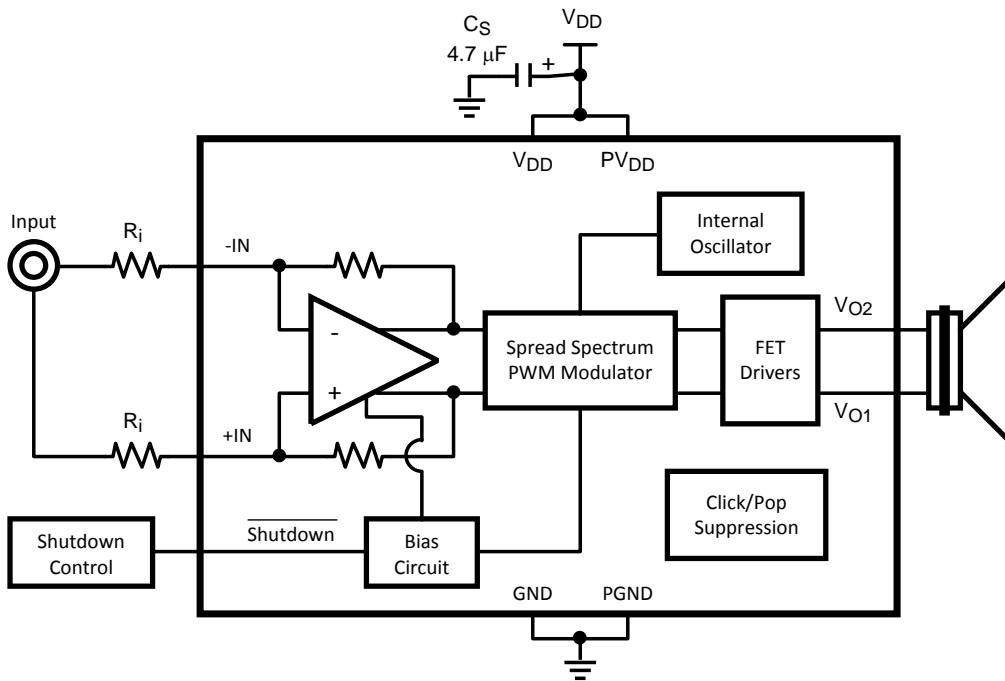 C_S
4.7 μF
+
V_DD
V_DD
PV_DD
Input
R_i
-IN
Internal
Oscillator
-
+
Spread Spectrum
PWM Modulator
FET
Drivers
V_O2
V_O1
R_i
+IN
Click/Pop
Suppression
Shutdown
Control
Shutdown
Bias
Circuit
GND
PGND